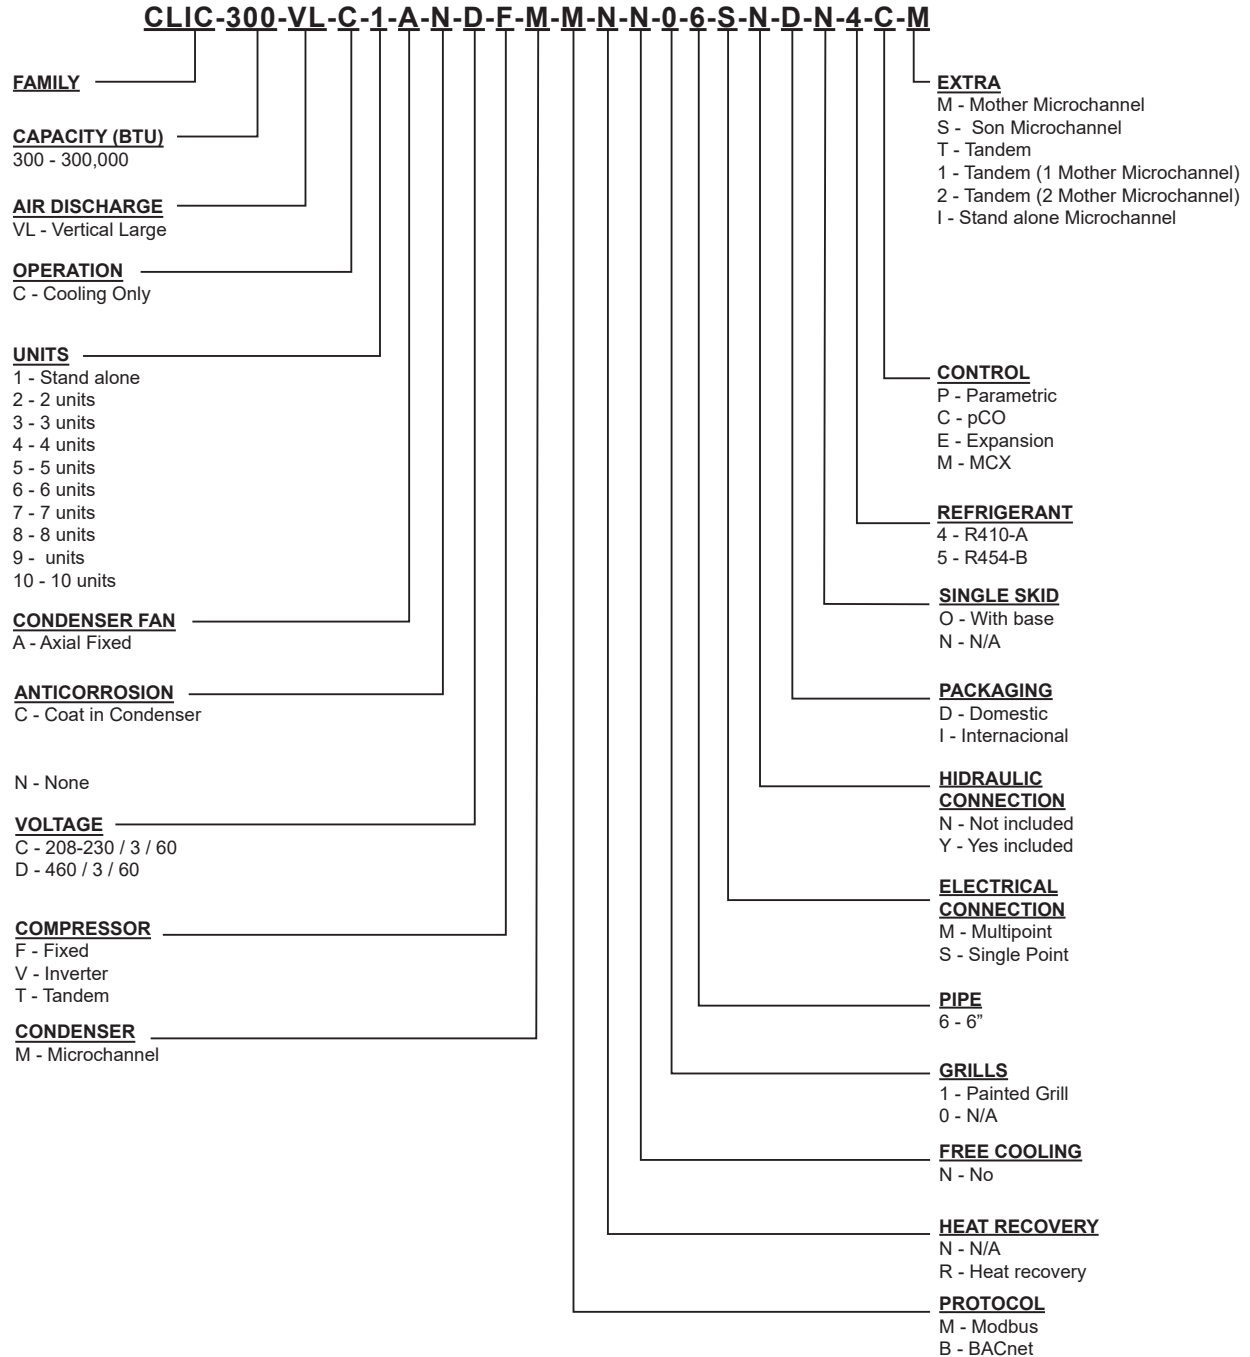 CLIC-300-VL-C-1-A-N-D-F-M-M-N-N-0-6-S-N-D-N-4-C-M
FAMILY
CAPACITY (BTU)
300 - 300,000
AIR DISCHARGE
VL - Vertical Large
OPERATION
C - Cooling Only
UNITS
1 - Stand alone
2 - 2 units
3 - 3 units
4 - 4 units
5 - 5 units
6 - 6 units
7 - 7 units
8 - 8 units
9 - units
10 - 10 units
CONDENSER FAN
A - Axial Fixed
ANTICORROSION
C - Coat in Condenser
N - None
VOLTAGE
C - 208-230 / 3 / 60
D - 460 / 3 / 60
COMPRESSOR
F - Fixed
V - Inverter
T - Tandem
CONDENSER
M - Microchannel
EXTRA
M - Mother Microchannel
S - Son Microchannel
T - Tandem
1 - Tandem (1 Mother Microchannel)
2 - Tandem (2 Mother Microchannel)
I - Stand alone Microchannel
CONTROL
P - Parametric
C - pCO
E - Expansion
M - MCX
REFRIGERANT
4 - R410-A
5 - R454-B
SINGLE SKID
O - With base
N - N/A
PACKAGING
D - Domestic
I - Internacional
HIDRAULIC
CONNECTION
N - Not included
Y - Yes included
ELECTRICAL
CONNECTION
M - Multipoint
S - Single Point
PIPE
6 - 6”
GRILLS
1 - Painted Grill
0 - N/A
FREE COOLING
N - No
HEAT RECOVERY
N - N/A
R - Heat recovery
PROTOCOL
M - Modbus
B - BACnet